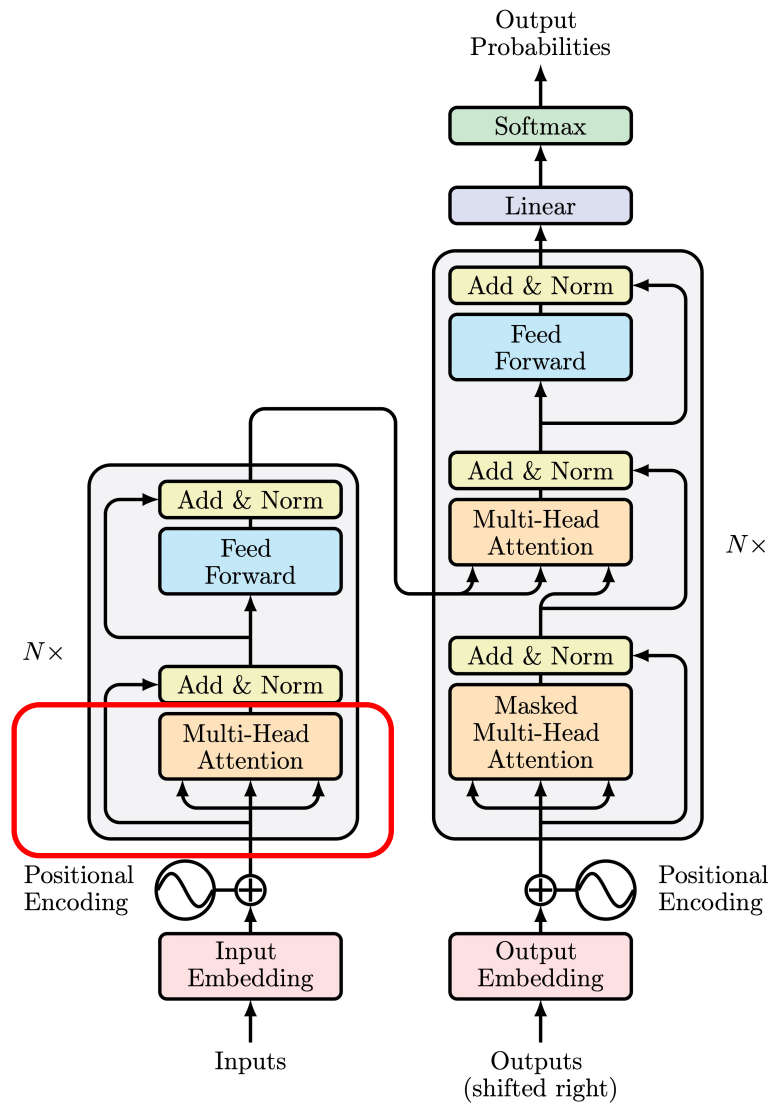 Output
Probabilities
Softmax
Linear
Add & Norm
Feed
Forward
Add & Norm
Multi-Head
Attention
N×
Add & Norm
Masked
Multi-Head
Attention
Add & Norm
Feed
Forward
N×
Add & Norm
Multi-Head
Attention
Positional
Encoding
Positional
Encoding
Input
Embedding
Output
Embedding
Inputs
Outputs
(shifted right)